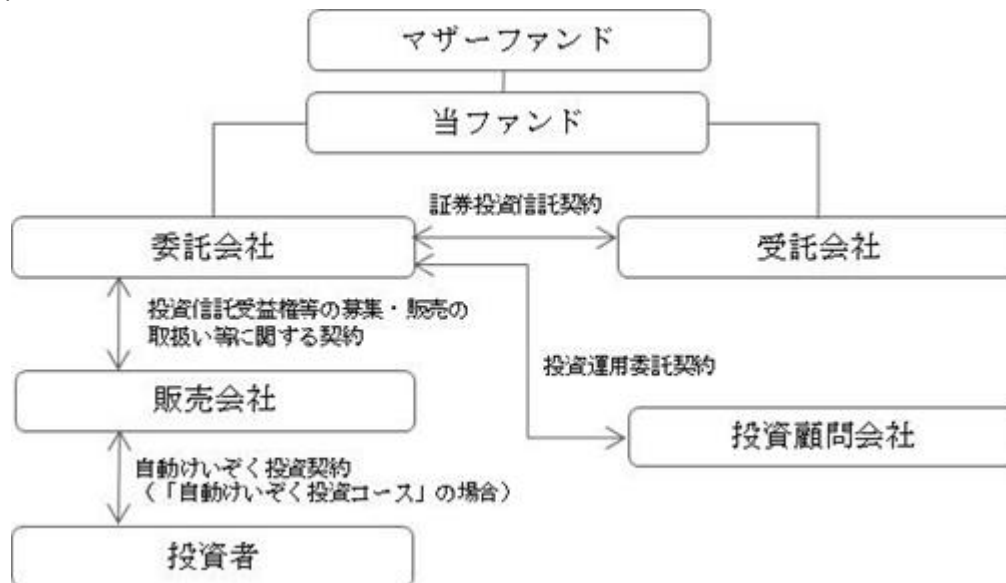 マザーファンド
当ファンド
証券投資信託契約
委託会社
受託会社
投資信託受益権等の募集・販売の
取扱い等に関する契約
投資運用委託契約
販売会社
投資顧問会社
自動けいぞく投資契約
(「自動けいぞく投資コース」の場合)
投資者